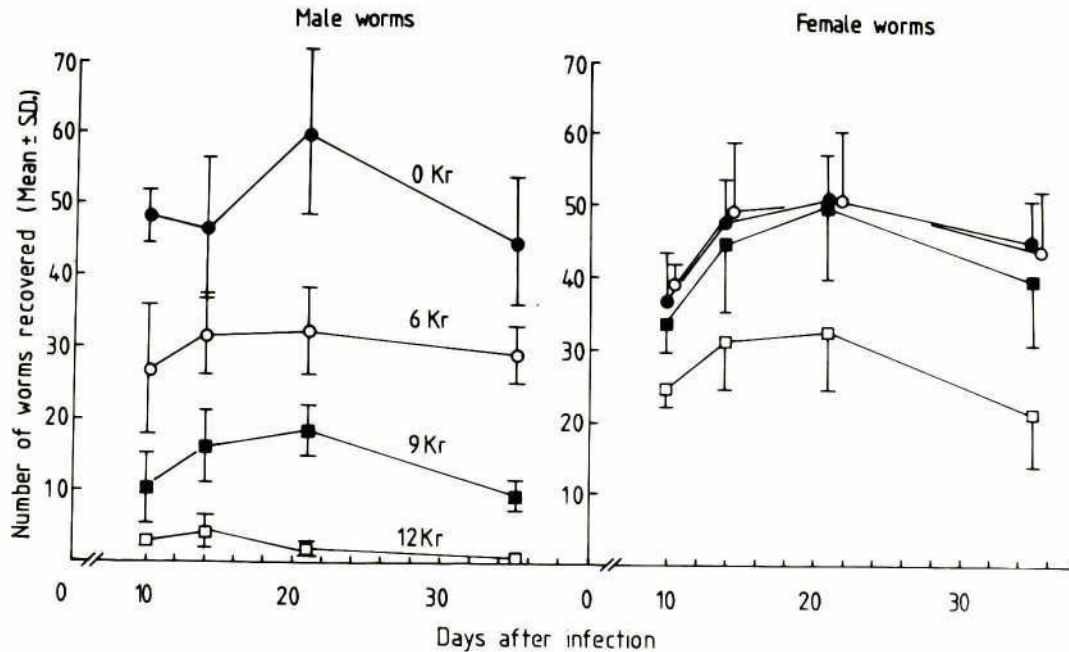 Male worms
Female worms
Number of worms recovered (Mean ± S.D.)
70
60
50
40
30
20
10
0 Kr
6 Kr
9 Kr
12 Kr
0
10
20
30
70
60
50
40
30
20
10
0
10
20
30
Days after infection